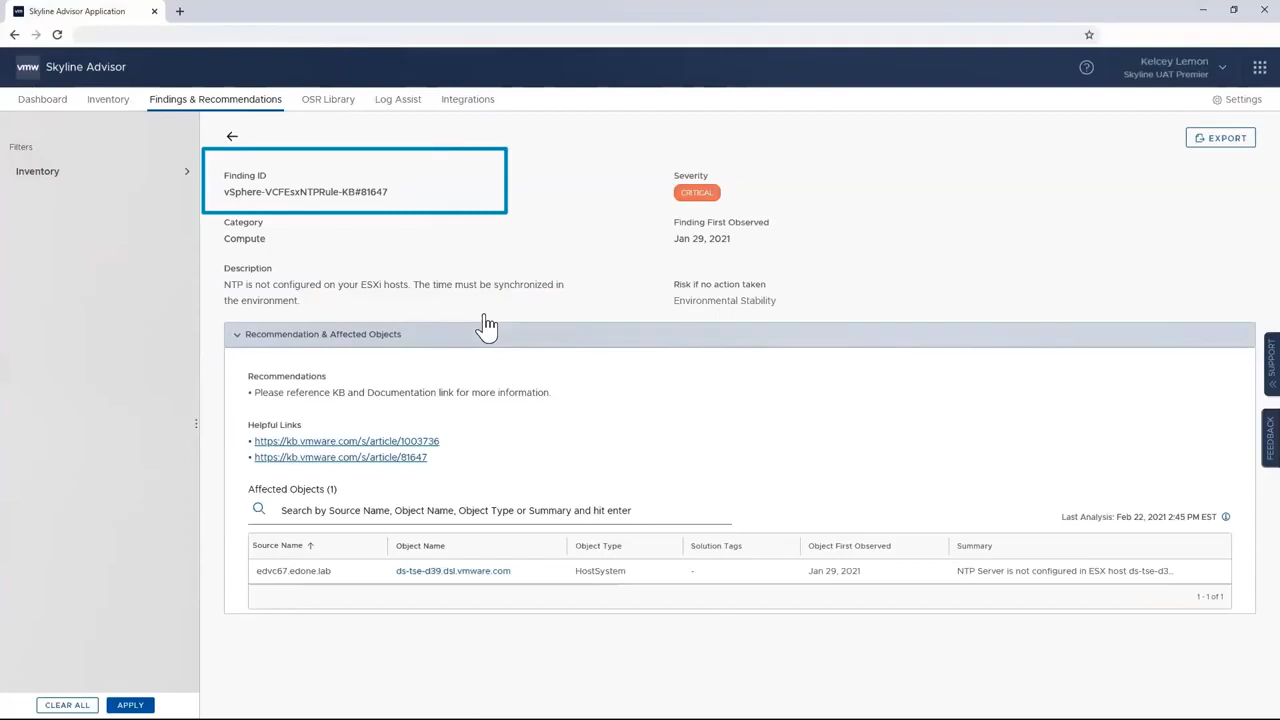 Skyline Advisor Application
vmw Skyline Advisor
Kelcey Lemon
Skyline UAT Premier
Dashboard Inventory Findings & Recommendations OSR Library Log Assist Integrations Settings
Filters
Inventory
EXPORT
Finding ID
vSphere-VCFEsxNTPRule-KB#81647
Severity
CRITICAL
Category
Compute
Finding First Observed
Jan 29, 2021
Description
NTP is not configured on your ESXi hosts. The time must be synchronized in
the environment.
Risk if no action taken
Environmental Stability
Recommendation & Affected Objects
Recommendations
• Please reference KB and Documentation link for more information.
Helpful Links
• https://kb.vmware.com/s/article/1003736
• https://kb.vmware.com/s/article/81647
Affected Objects (1)
Search by Source Name, Object Name, Object Type or Summary and hit enter
Last Analysis: Feb 22, 2021 2:45 PM EST
Source Name Object Name Object Type Solution Tags Object First Observed Summary
edvc67.edone.lab ds-tse-d39.dsl.vmware.com HostSystem - Jan 29, 2021 NTP Server is not configured in ESX host ds-tse-d3...
1 - 1 of 1
SUPPORT
FEEDBACK
CLEAR ALL APPLY